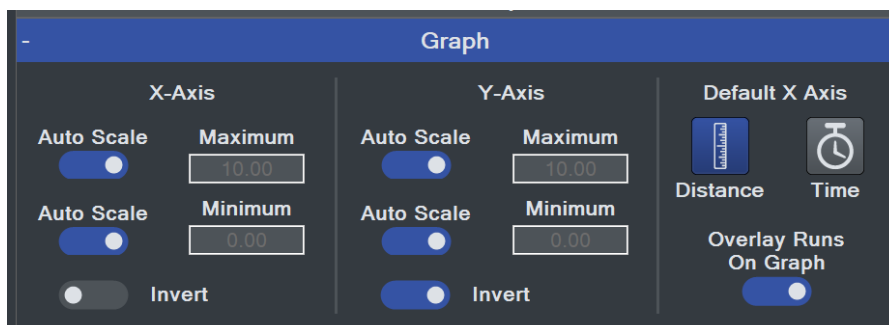 -
Graph
X-Axis
Auto Scale
Maximum
10.00
Auto Scale
Minimum
0.00
Invert
Y-Axis
Auto Scale
Maximum
10.00
Auto Scale
Minimum
0.00
Invert
Default X Axis
Distance
Time
Overlay Runs
On Graph